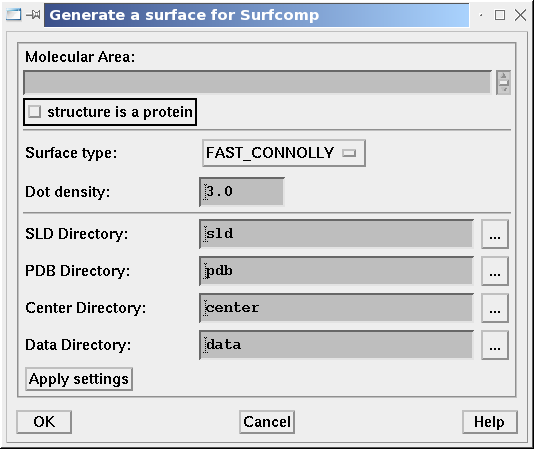 Generate a surface for Surfcomp
Molecular Area:
structure is a protein
Surface type: FAST_CONNOLLY
Dot density: 3.0
SLD Directory: sld ...
PDB Directory: pdb ...
Center Directory: center ...
Data Directory: data ...
Apply settings
OK Cancel Help